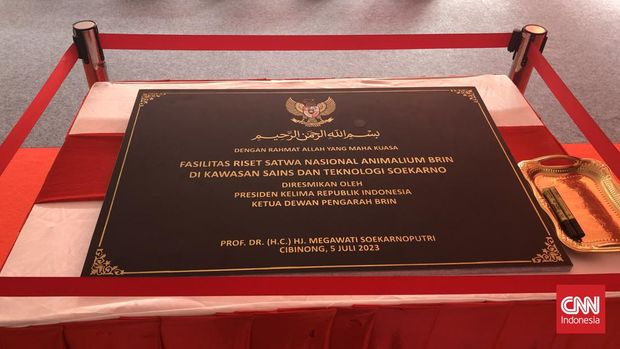 بسم الله الرحمن الرحيم
DENGAN RAHMAT ALLAH YANG MAHA KUASA
FASILITAS RISET SATWA NASIONAL ANIMALIUM BRIN
DI KAWASAN SAINS DAN TEKNOLOGI SOEKARNO
DIRESMIKAN OLEH
PRESIDEN KELIMA REPUBLIK INDONESIA
KETUA DEWAN PENGARAH BRIN
PROF. DR. (H.C.) HJ. MEGAWATI SOEKARNOPUTRI
CIBINONG, 5 JULI 2023
CNN
Indonesia